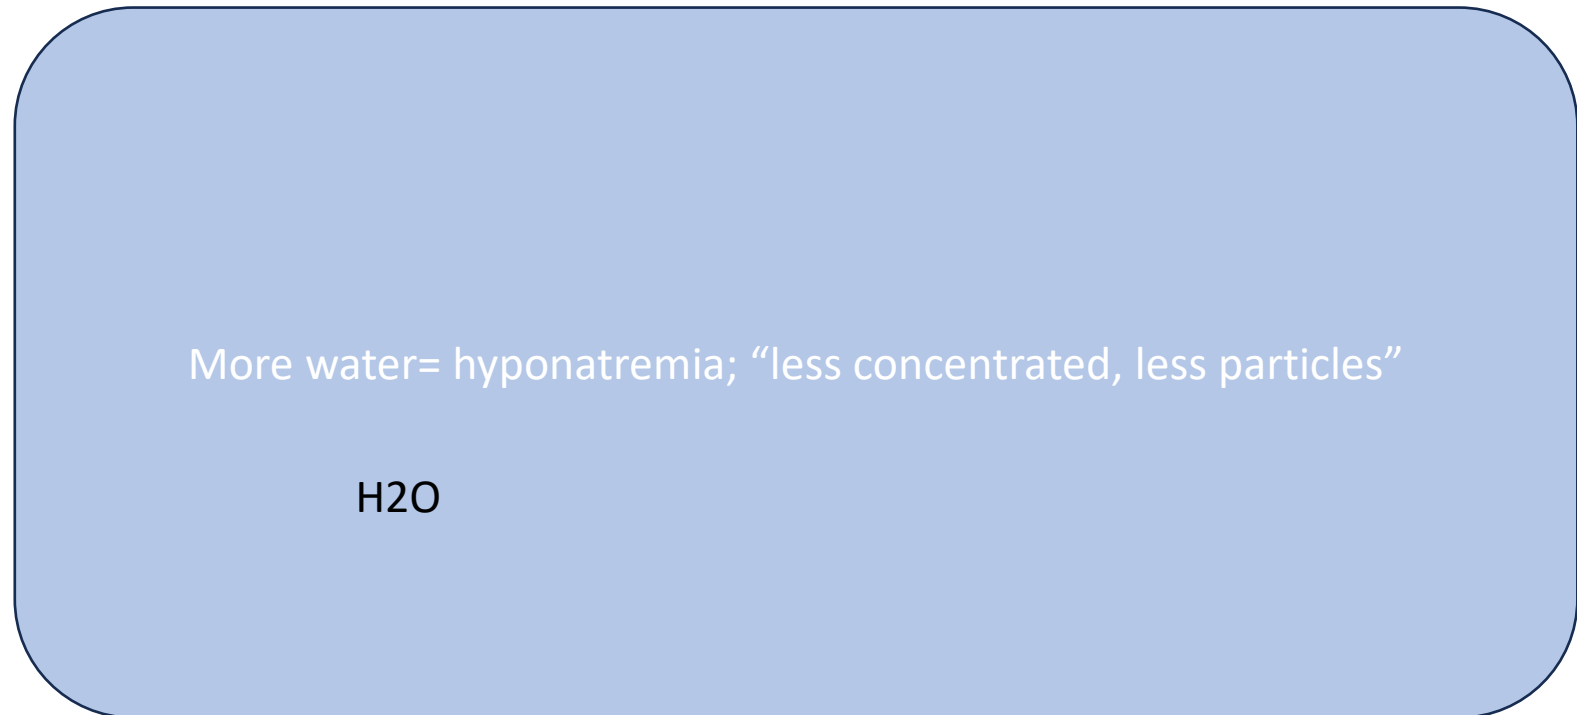 More water= hyponatremia; “less concentrated, less particles”
H2O